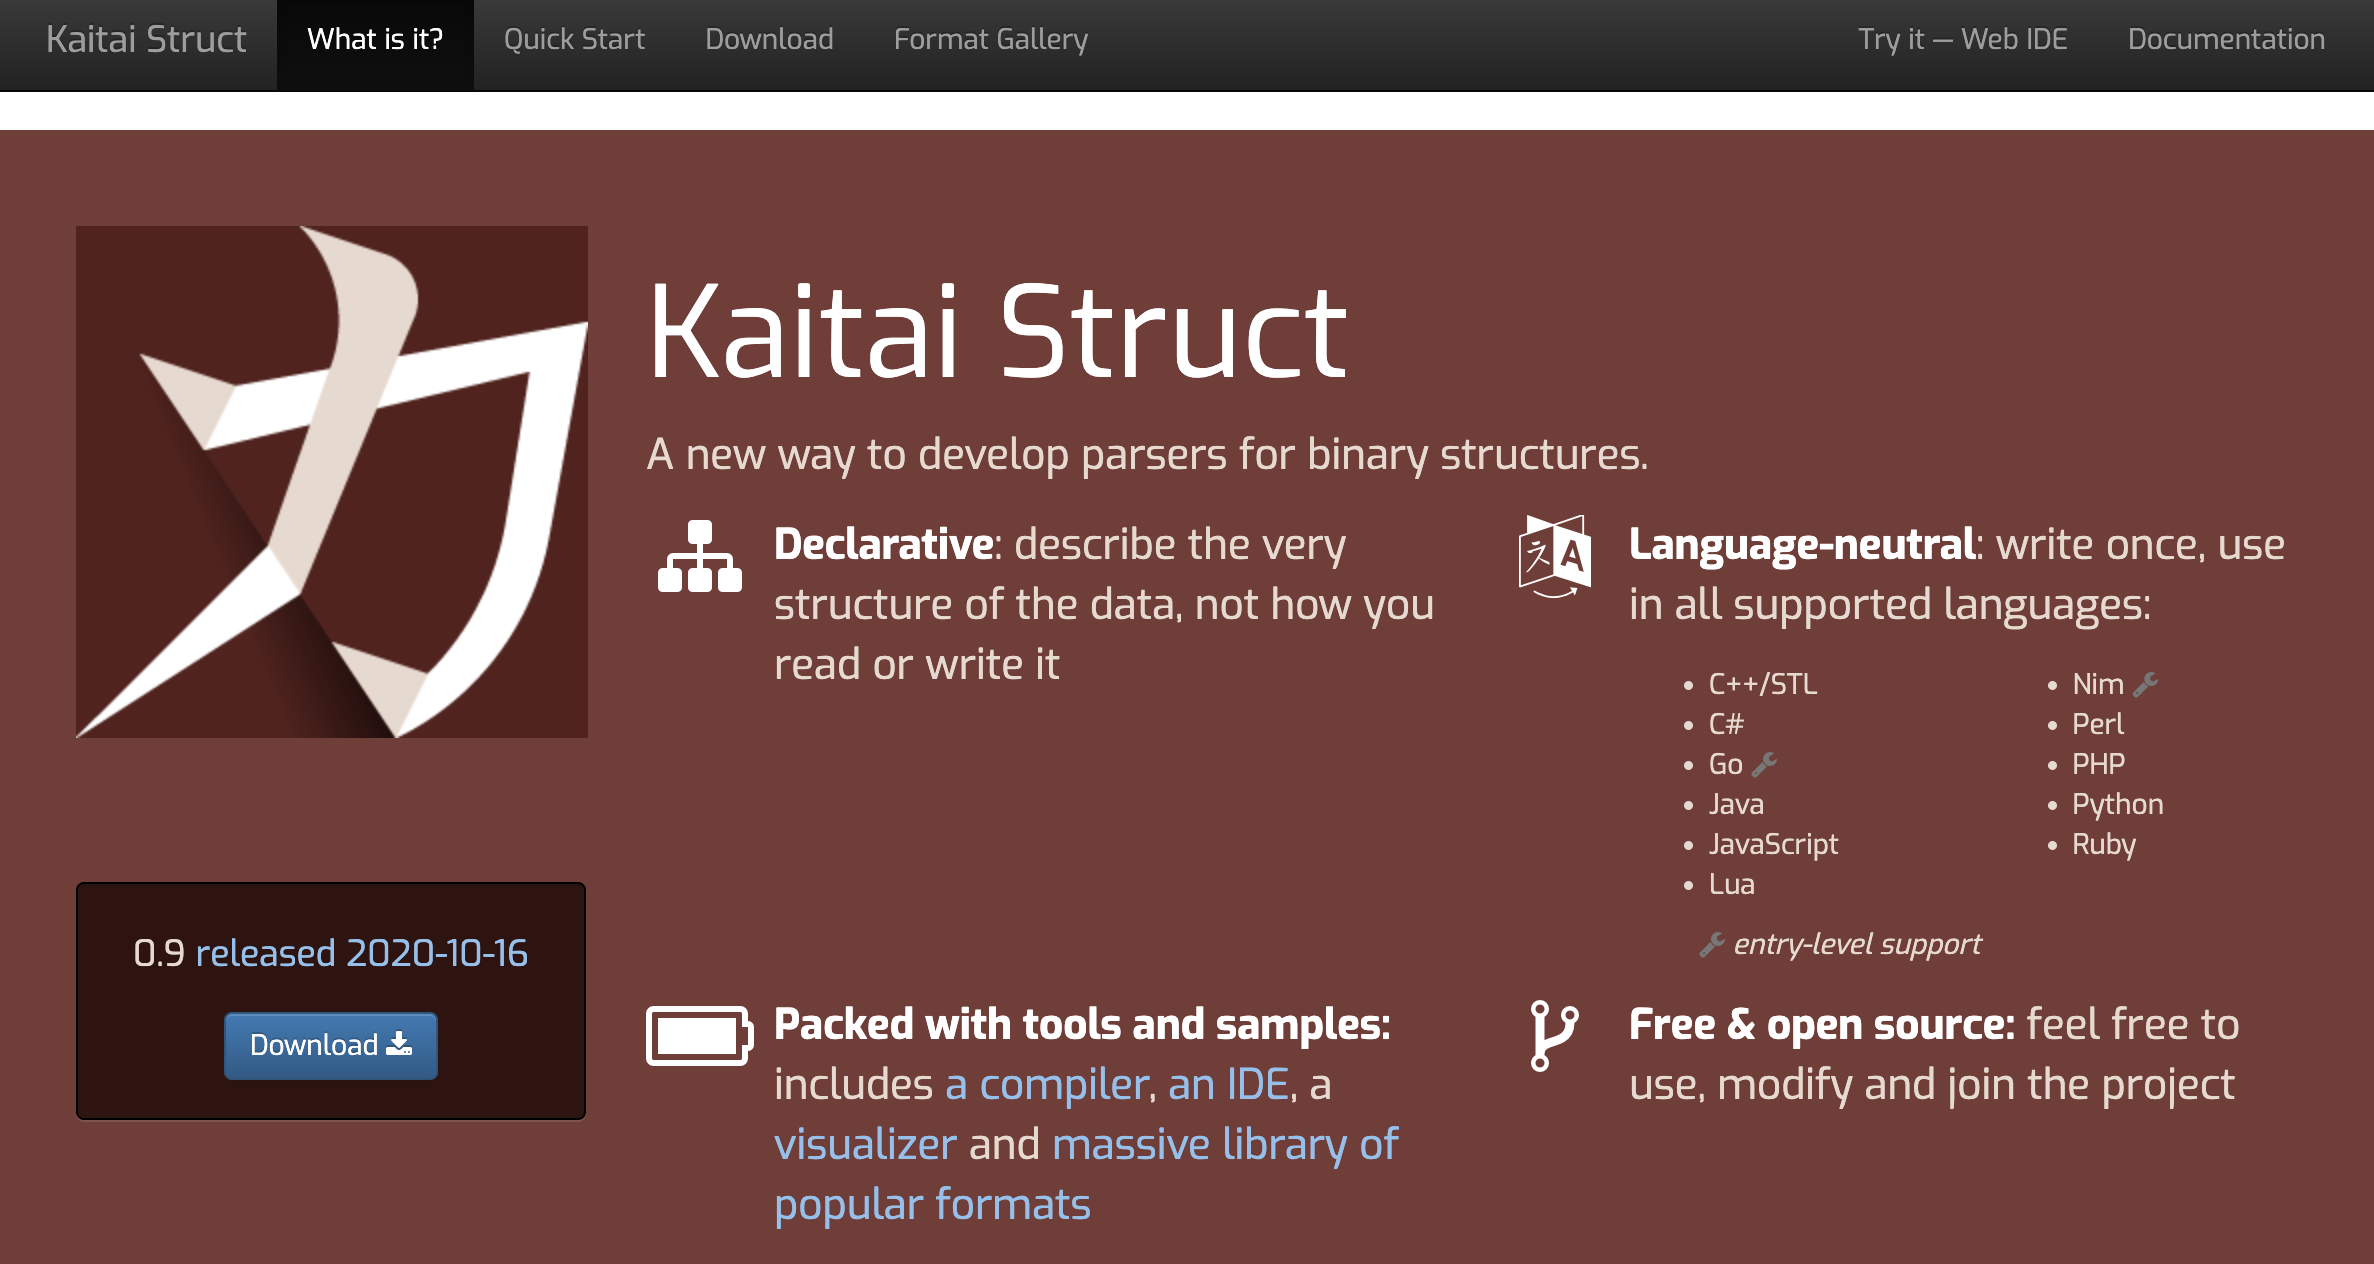 Kaitai Struct
What is it?
Quick Start
Download
Format Gallery
Try it — Web IDE
Documentation
力
Kaitai Struct
A new way to develop parsers for binary structures.
Declarative: describe the very
structure of the data, not how you
read or write it
Language-neutral: write once, use
in all supported languages:
C++/STL
C#
Go
Java
JavaScript
Lua
Nim
Perl
PHP
Python
Ruby
entry-level support
0.9 released 2020-10-16
Download
Packed with tools and samples:
includes a compiler, an IDE, a
visualizer and massive library of
popular formats
Free & open source: feel free to
use, modify and join the project